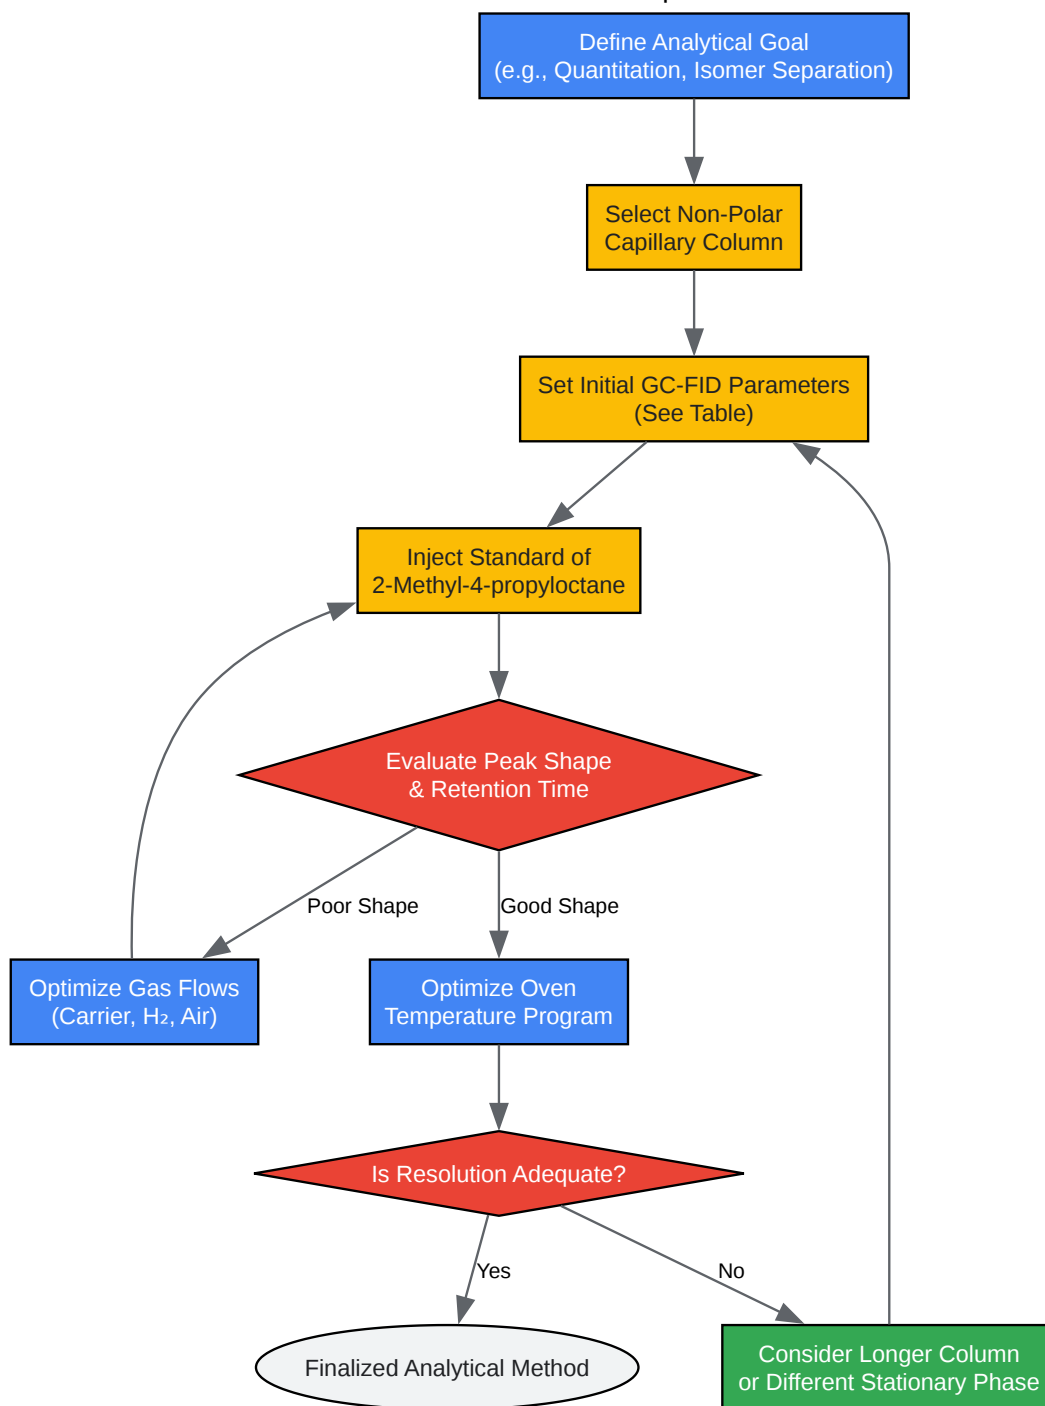 Define Analytical Goal
(e.g., Quantitation, Isomer Separation)
Select Non-Polar
Capillary Column
Set Initial GC-FID Parameters
(See Table)
Inject Standard of
2-Methyl-4-propyloctane
Evaluate Peak Shape
& Retention Time
Poor Shape
Good Shape
Optimize Gas Flows
(Carrier, H₂, Air)
Optimize Oven
Temperature Program
Is Resolution Adequate?
Yes
No
Finalized Analytical Method
Consider Longer Column
or Different Stationary Phase